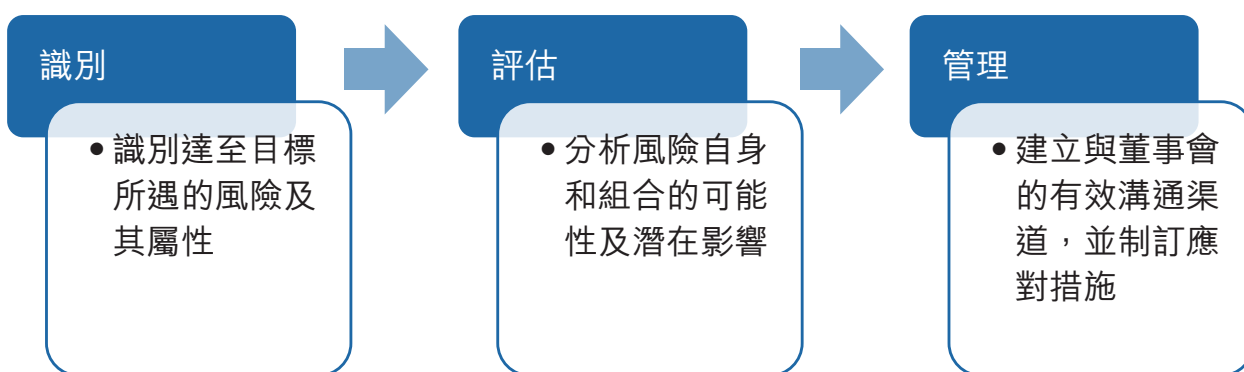 識別
• 識別達至目標
所遇的風險及
其屬性
評估
• 分析風險自身
和組合的可能
性及潛在影響
管理
• 建立與董事會
的有效溝通渠
道，並制訂應
對措施